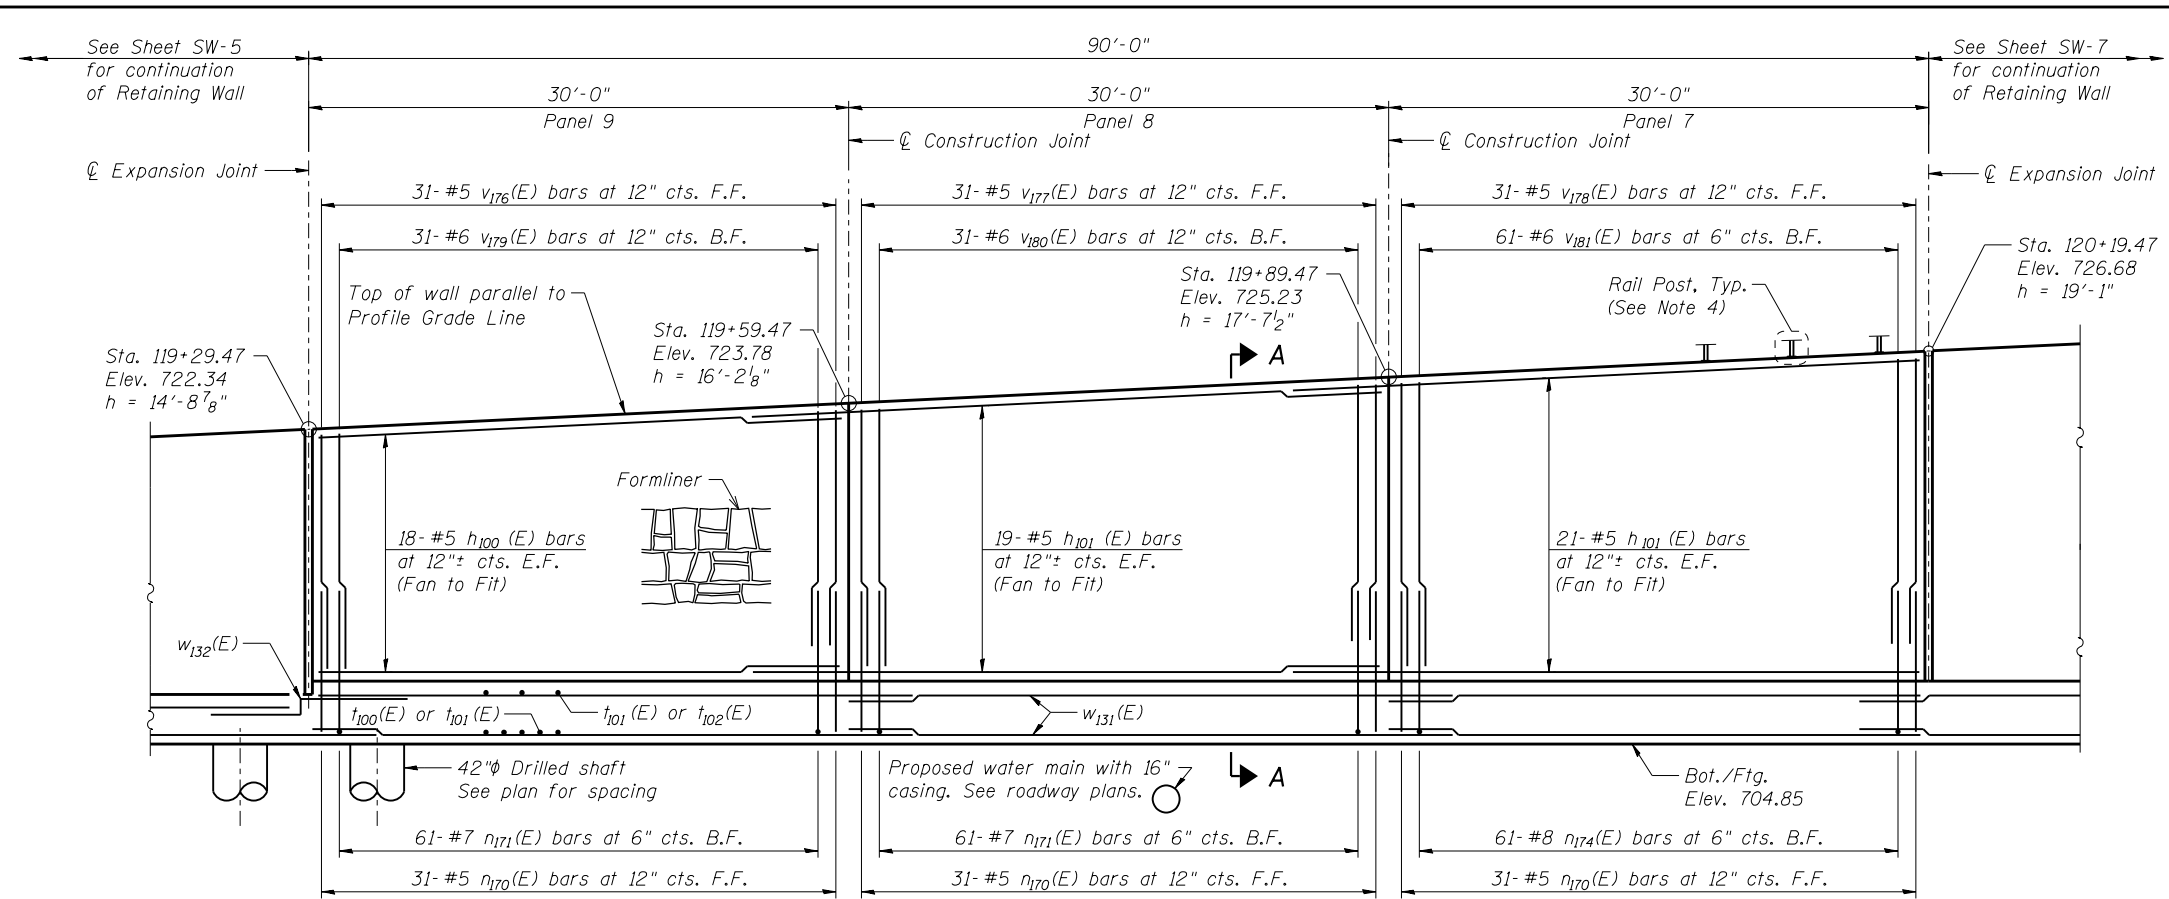 See Sheet SW-5
for continuation
of Retaining Wall
90'-0"
See Sheet SW-7
for continuation
of Retaining Wall
30'-0"
Panel 9
30'-0"
Panel 8
30'-0"
Panel 7
℄ Expansion Joint
℄ Construction Joint
℄ Construction Joint
℄ Expansion Joint
31- #5 v176(E) bars at 12" cts. F.F.
31- #5 v177(E) bars at 12" cts. F.F.
31- #5 v178(E) bars at 12" cts. F.F.
31- #6 v179(E) bars at 12" cts. B.F.
31- #6 v180(E) bars at 12" cts. B.F.
61- #6 v181(E) bars at 6" cts. B.F.
Sta. 120+19.47
Elev. 726.68
h = 19'-1"
Top of wall parallel to
Profile Grade Line
Sta. 119+89.47
Elev. 725.23
h = 17'-7 1/2"
Rail Post, Typ.
(See Note 4)
Sta. 119+59.47
Elev. 723.78
h = 16'-2 1/8"
Sta. 119+29.47
Elev. 722.34
h = 14'-8 7/8"
A
Formliner
18- #5 h100 (E) bars
at 12"± cts. E.F.
(Fan to Fit)
19- #5 h101 (E) bars
at 12"± cts. E.F.
(Fan to Fit)
21- #5 h101 (E) bars
at 12"± cts. E.F.
(Fan to Fit)
w132(E)
t100(E) or t101(E)
t101(E) or t102(E)
w131(E)
42"ϕ Drilled shaft
See plan for spacing
Proposed water main with 16"
casing. See roadway plans.
A
Bot./Ftg.
Elev. 704.85
61- #7 n171(E) bars at 6" cts. B.F.
61- #7 n171(E) bars at 6" cts. B.F.
61- #8 n174(E) bars at 6" cts. B.F.
31- #5 n170(E) bars at 12" cts. F.F.
31- #5 n170(E) bars at 12" cts. F.F.
31- #5 n170(E) bars at 12" cts. F.F.